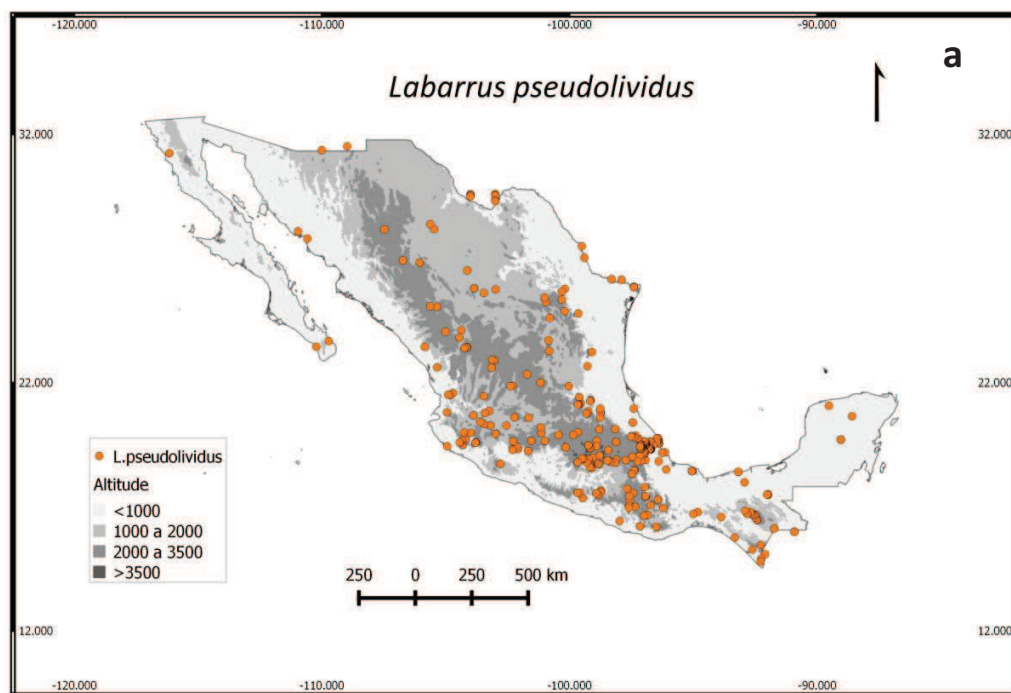 -120.000 -110.000 -100.000 -90.000
a
Labarrus pseudolividus
32.000 32.000
22.000 22.000
L.pseudolividus
Altitude
<1000
1000 a 2000
2000 a 3500
>3500
250 0 250 500 km
12.000 12.000
-120.000 -110.000 -100.000 -90.000